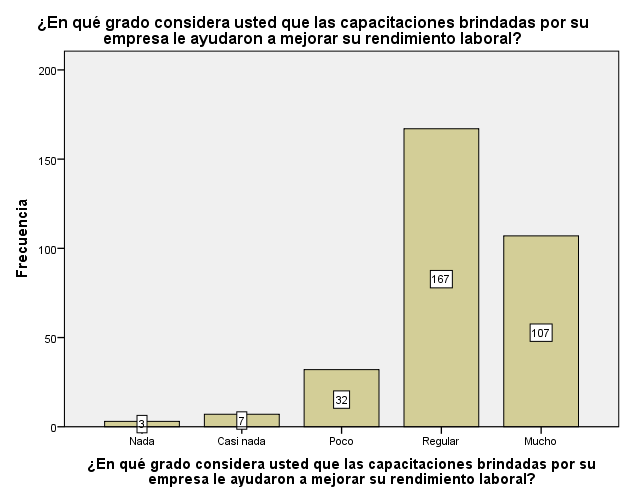 ¿En qué grado considera usted que las capacitaciones brindadas por su
empresa le ayudaron a mejorar su rendimiento laboral?
200
150
100
50
0
Frecuencia
3
7
32
167
107
Nada
Casi nada
Poco
Regular
Mucho
¿En qué grado considera usted que las capacitaciones brindadas por su
empresa le ayudaron a mejorar su rendimiento laboral?